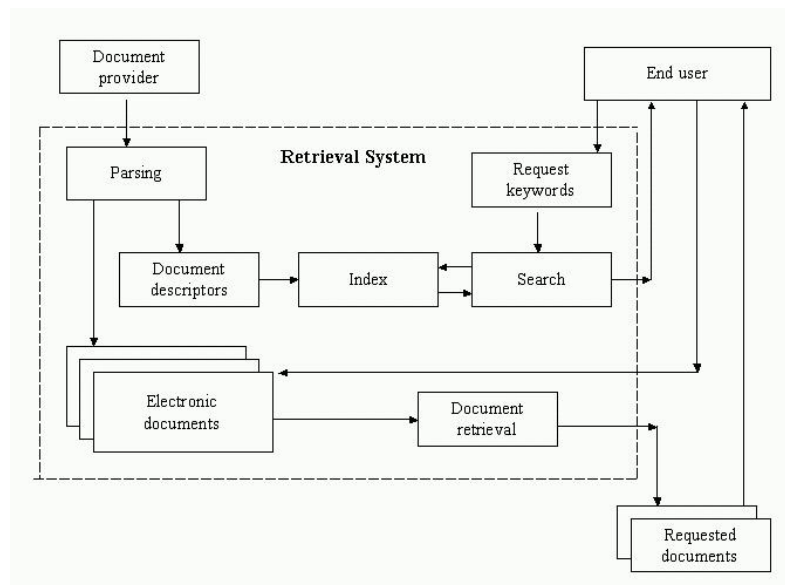 Document
provider
End user
Retrieval System
Parsing
Request
keywords
Document
descriptors
Index
Search
Electronic
documents
Document
retrieval
Requested
documents